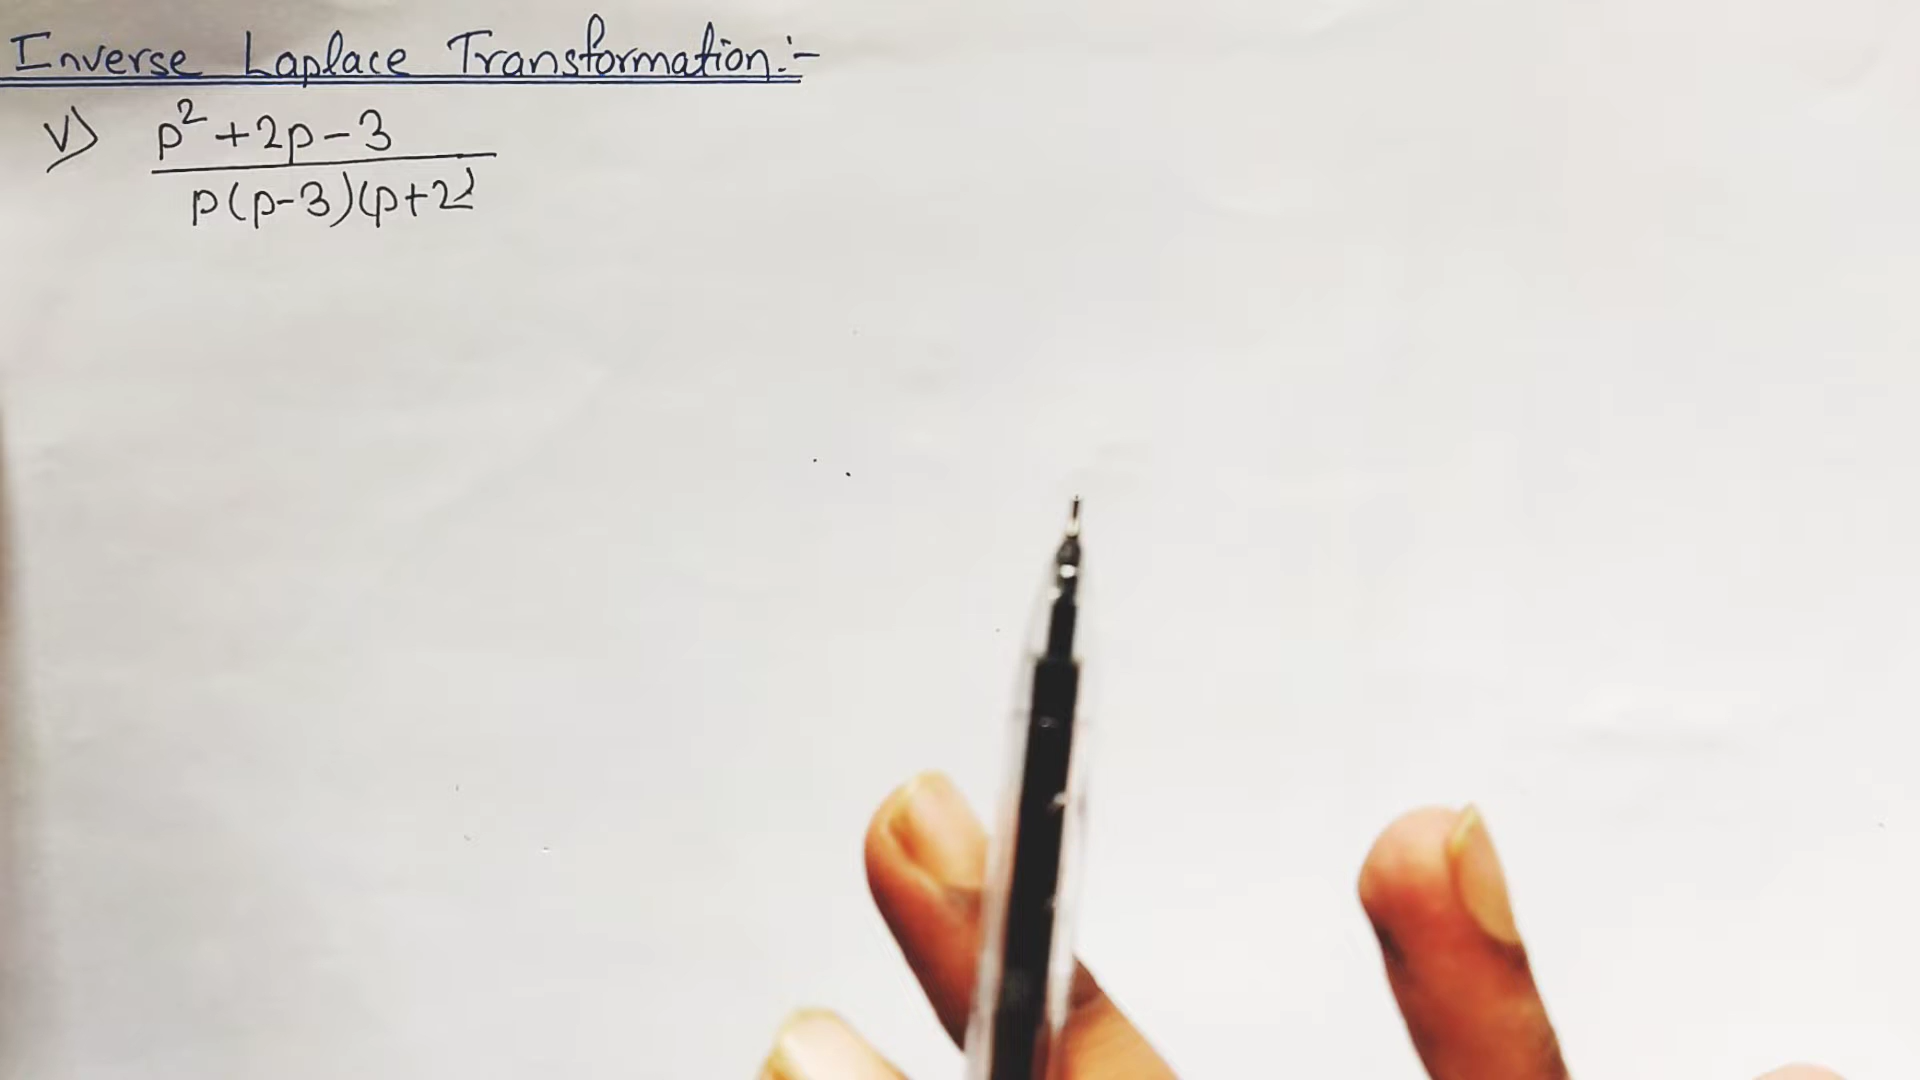 Inverse Laplace Transformation:-
V) p²+2p-3
p(p-3)(p+2)